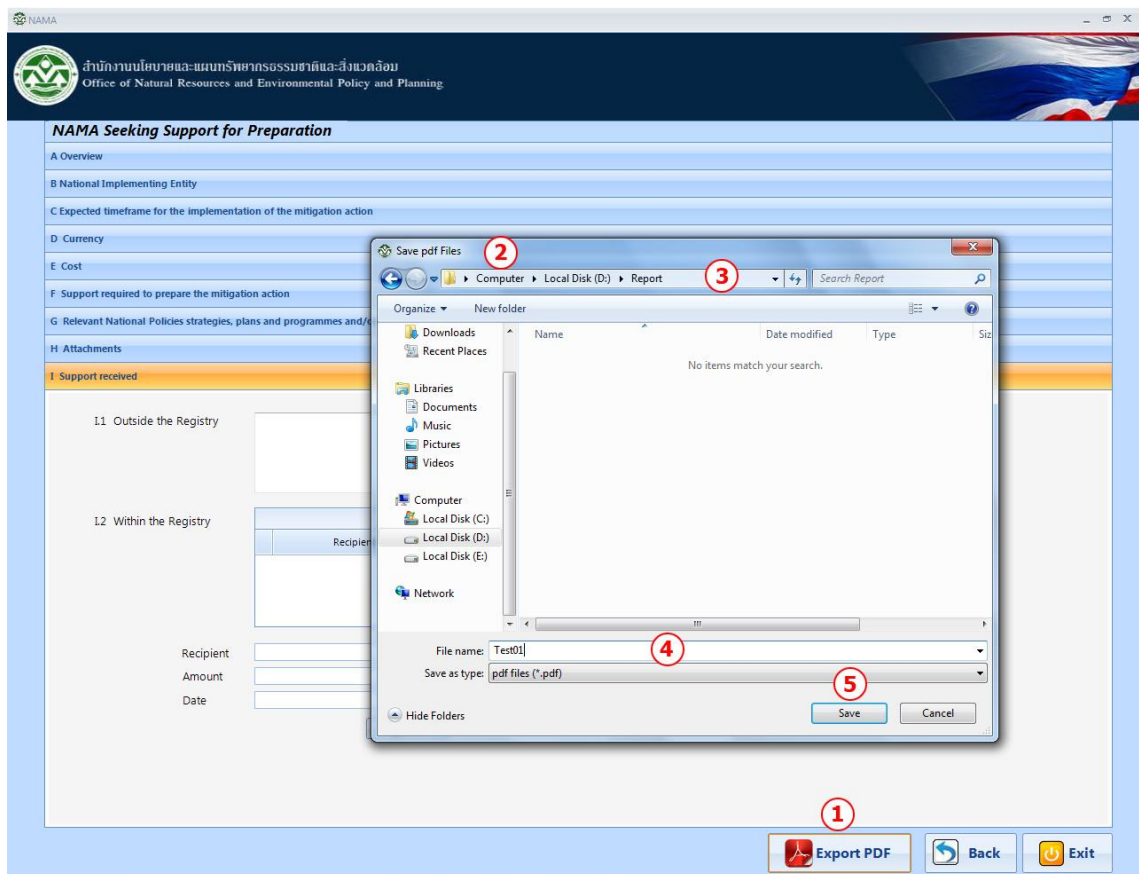 NAMA
สำนักงานนโยบายและแผนทรัพยากรธรรมชาติและสิ่งแวดล้อม
Office of Natural Resources and Environmental Policy and Planning
NAMA Seeking Support for Preparation
A Overview
B National Implementing Entity
C Expected timeframe for the implementation of the mitigation action
D Currency
E Cost
F Support required to prepare the mitigation action
G Relevant National Policies strategies, plans and programmes and/
H Attachments
I Support received
I.1 Outside the Registry
I.2 Within the Registry
Recipien
Recipient
Amount
Date
Save pdf Files
2
Computer
Local Disk (D:)
Report
3
Search Report
Organize
New folder
Downloads
Recent Places
Libraries
Documents
Music
Pictures
Videos
Computer
Local Disk (C:)
Local Disk (D:)
Local Disk (E:)
Network
Name
Date modified
Type
Siz
No items match your search.
File name: Test01
4
Save as type: pdf files (*.pdf)
5
Hide Folders
Save
Cancel
1
Export PDF
Back
Exit